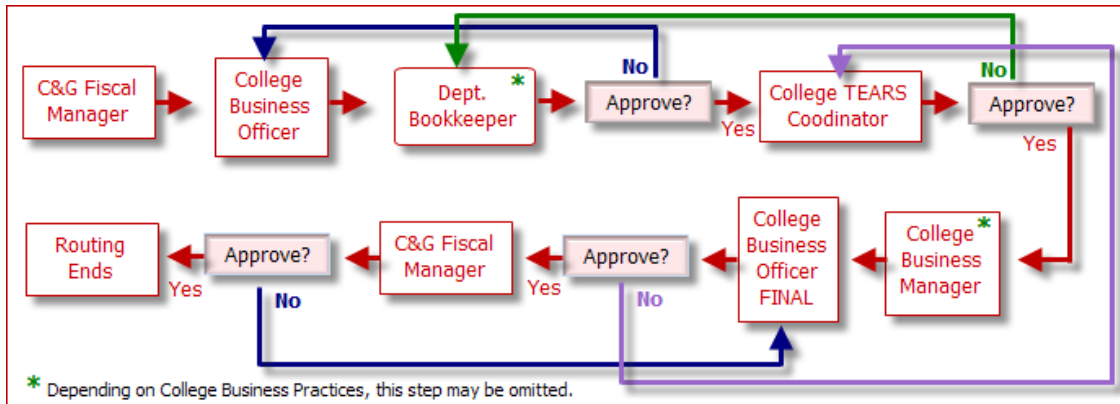 No
No
C&G Fiscal
Manager
College
Business
Officer
Dept. *
Bookkeeper
Approve?
Yes
College TEARS
Coodinator
Approve?
Yes
Routing
Ends
Yes
Approve?
No
C&G Fiscal
Manager
Yes
Approve?
No
College
Business
Officer
FINAL
College *
Business
Manager
* Depending on College Business Practices, this step may be omitted.